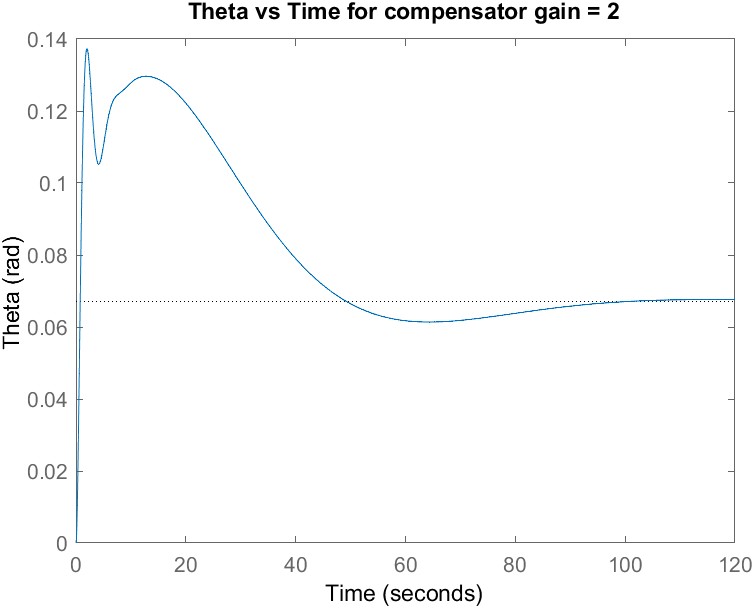 Theta vs Time for compensator gain = 2
0.14
0.12
0.1
0.08
0.06
0.04
0.02
0
Theta (rad)
0 20 40 60 80 100 120
Time (seconds)